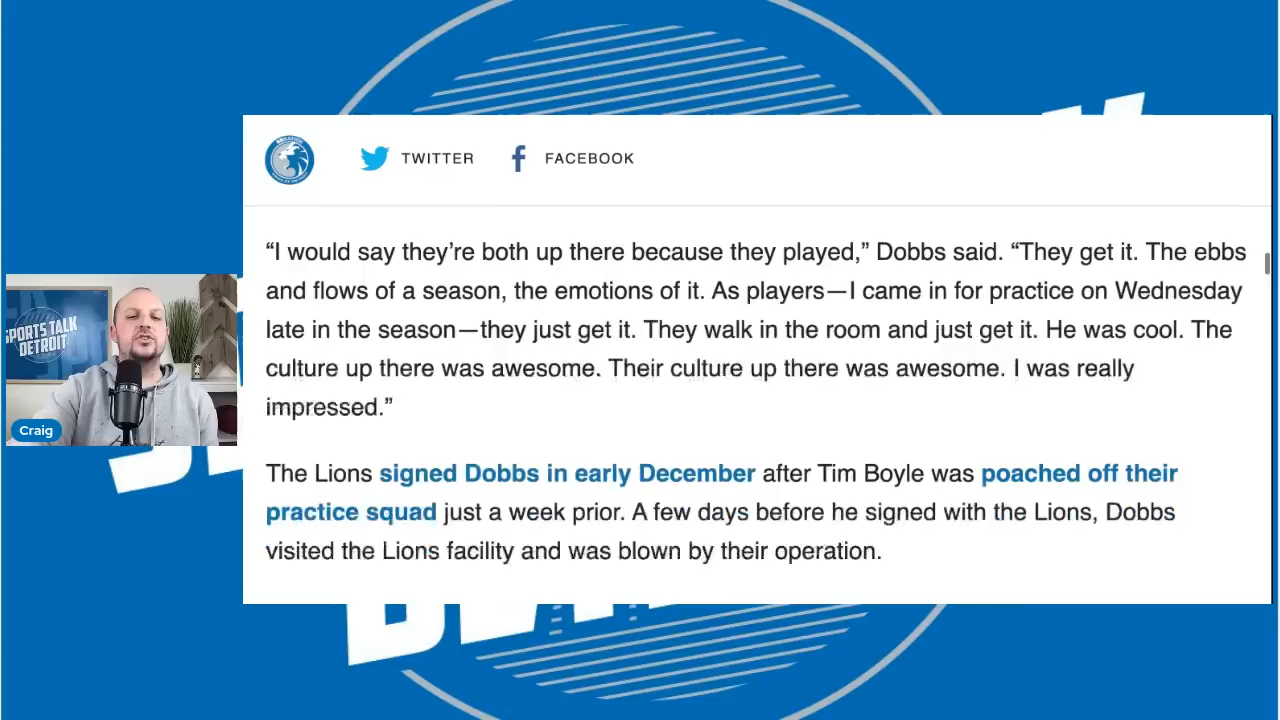 TWITTER FACEBOOK
“I would say they’re both up there because they played,” Dobbs said. “They get it. The ebbs
and flows of a season, the emotions of it. As players—I came in for practice on Wednesday
late in the season—they just get it. They walk in the room and just get it. He was cool. The
culture up there was awesome. Their culture up there was awesome. I was really
impressed.”
The Lions signed Dobbs in early December after Tim Boyle was poached off their
practice squad just a week prior. A few days before he signed with the Lions, Dobbs
visited the Lions facility and was blown by their operation.
SPORTS TALK
DETROIT
Craig